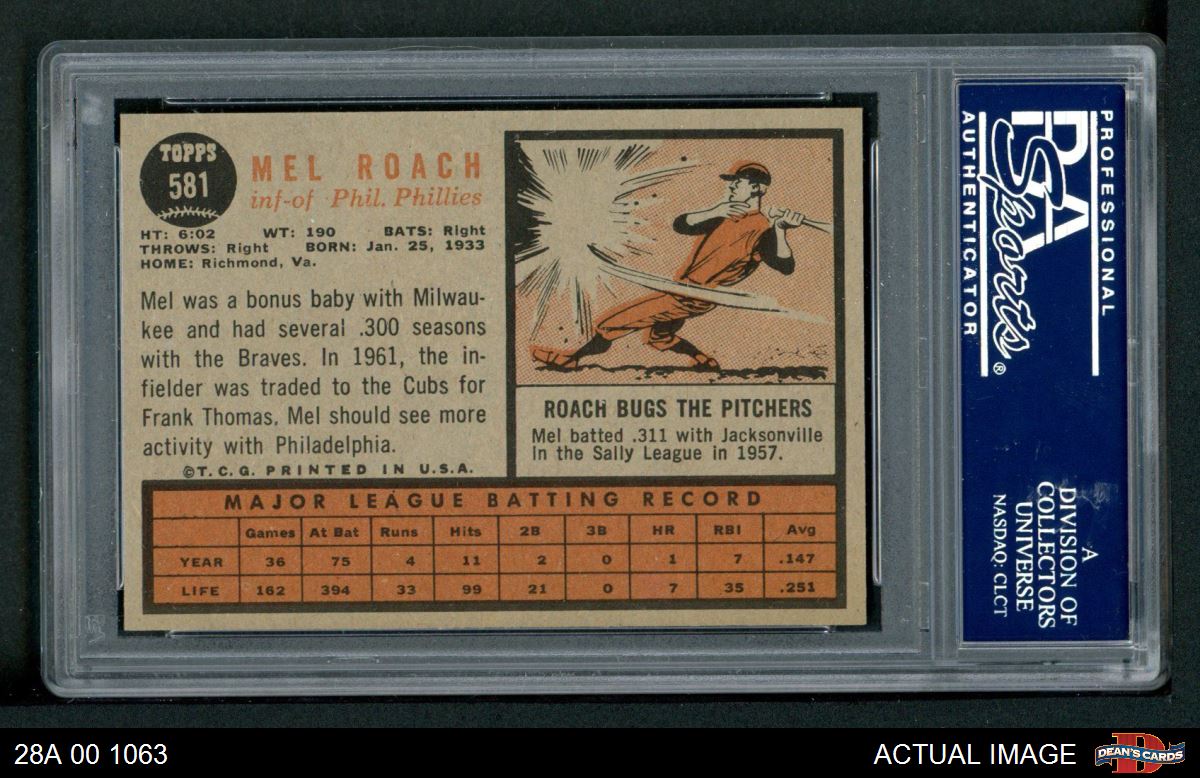 TOPPS
581
MEL ROACH
inf-of Phil. Phillies
HT: 6:02 WT: 190 BATS: Right
THROWS: Right BORN: Jan. 25, 1933
HOME: Richmond, Va.
Mel was a bonus baby with Milwau-
kee and had several .300 seasons
with the Braves. In 1961, the in-
fielder was traded to the Cubs for
Frank Thomas. Mel should see more
activity with Philadelphia.
©T.C.G. PRINTED IN U.S.A.
ROACH BUGS THE PITCHERS
Mel batted .311 with Jacksonville
in the Sally League in 1957.
MAJOR LEAGUE BATTING RECORD
Games At Bat Runs Hits 2B 3B HR RBI Avg
YEAR 36 75 4 11 2 0 1 7 .147
LIFE 162 394 33 99 21 0 7 35 .251
PROFESSIONAL
PSA
Sports®
AUTHENTICATOR
A
DIVISION OF
COLLECTORS
UNIVERSE
NASDAQ: CLCT
28A 00 1063
ACTUAL IMAGE
D
DEAN'S CARDS